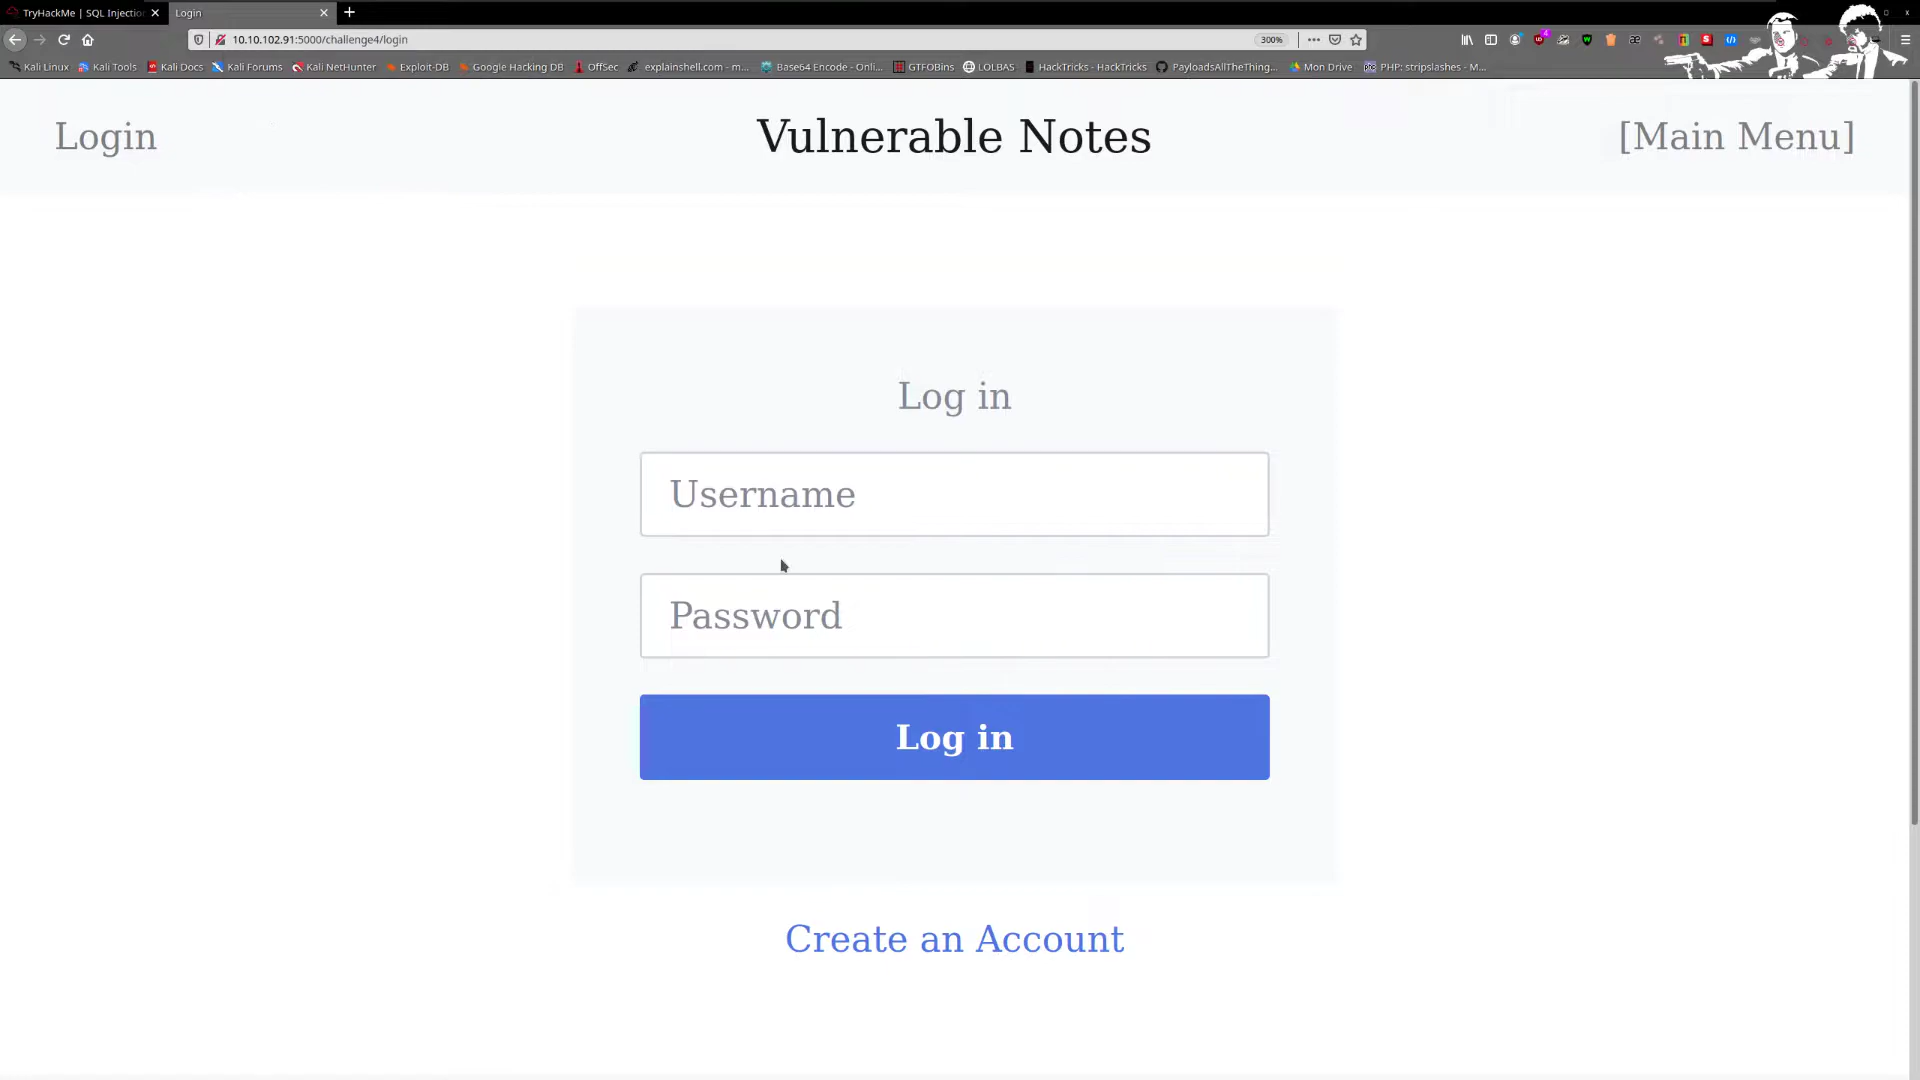 TryHackMe | SQL Injectio
Login
10.10.102.91:5000/challenge4/login
300%
Kali Linux
Kali Tools
Kali Docs
Kali Forums
Kali NetHunter
Exploit-DB
Google Hacking DB
OffSec
explainshell.com - m...
Base64 Encode - Onli...
GTFOBins
LOLBAS
HackTricks - HackTricks
PayloadsAllTheThing...
Mon Drive
PHP: stripslashes - M...
Login
Vulnerable Notes
[Main Menu]
Log in
Username
Password
Log in
Create an Account